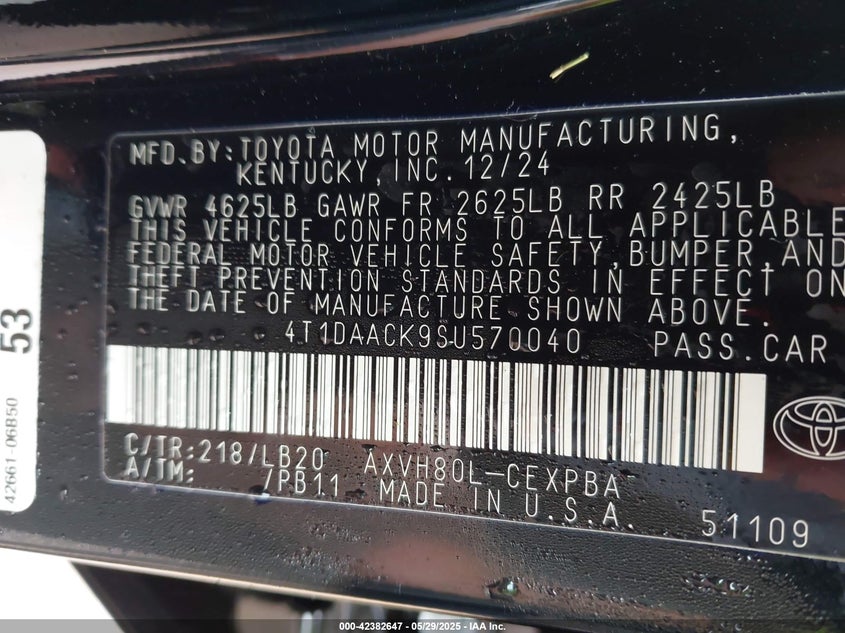 MFD.BY:TOYOTA MOTOR MANUFACTURING,
KENTUCKY, INC. 12/24
GVWR 4625LB GAWR FR 2625LB RR 2425LB
THIS VEHICLE CONFORMS TO ALL APPLICABLE
FEDERAL MOTOR VEHICLE SAFETY,BUMPER,AND
THEFT PREVENTION STANDARDS IN EFFECT ON
THE DATE OF MANUFACTURE SHOWN ABOVE.
4T1DAACK9SU570040 PASS.CAR
C/TR:218/LB20 AXVH80L-CEXPBA
A/TM: /PB11 MADE IN U.S.A.
51109
53
42661-06B50
000-42382647 — 05/29/2025 — IAA Inc.